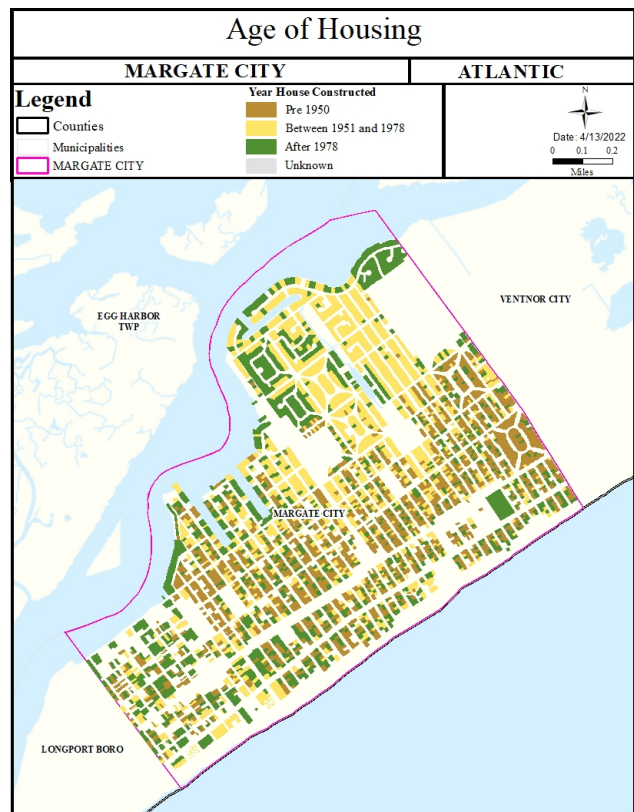 Age of Housing
MARGATE CITY
ATLANTIC
Legend
Counties
Municipalities
MARGATE CITY
Year House Constructed
Pre 1950
Between 1951 and 1978
After 1978
Unknown
N
Date: 4/13/2022
0 0.1 0.2
Miles
VENTNOR CITY
EGG HARBOR
TWP
MARGATE CITY
LONGPORT BORO